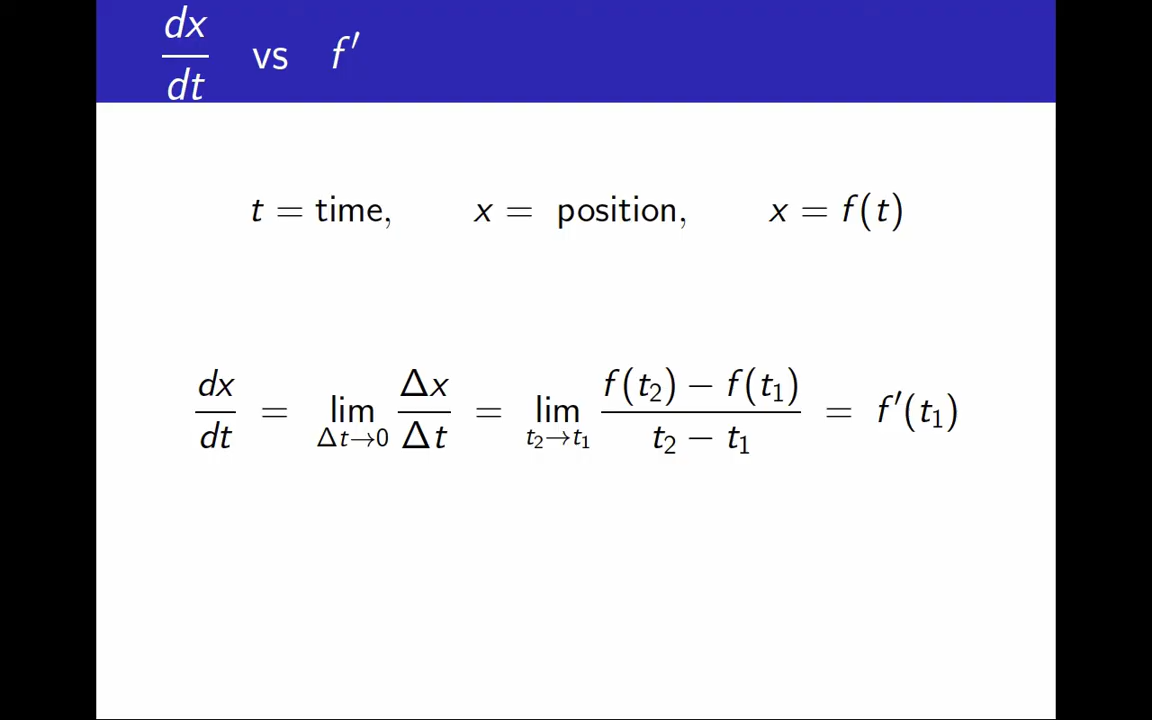 dx/dt vs f′
t = time, x = position, x = f(t)
dx/dt = lim_{Δt→0} Δx/Δt = lim_{t₂→t₁} (f(t₂) − f(t₁))/(t₂ − t₁) = f′(t₁)